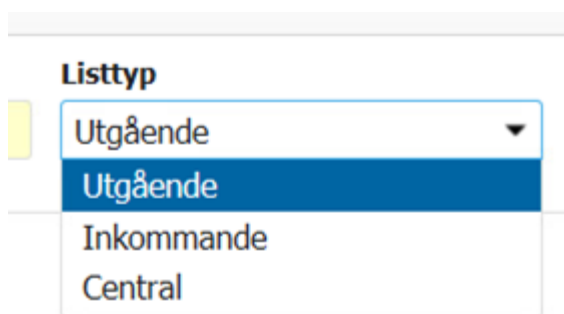 Listtyp
Utgående
Utgående
Inkommande
Central